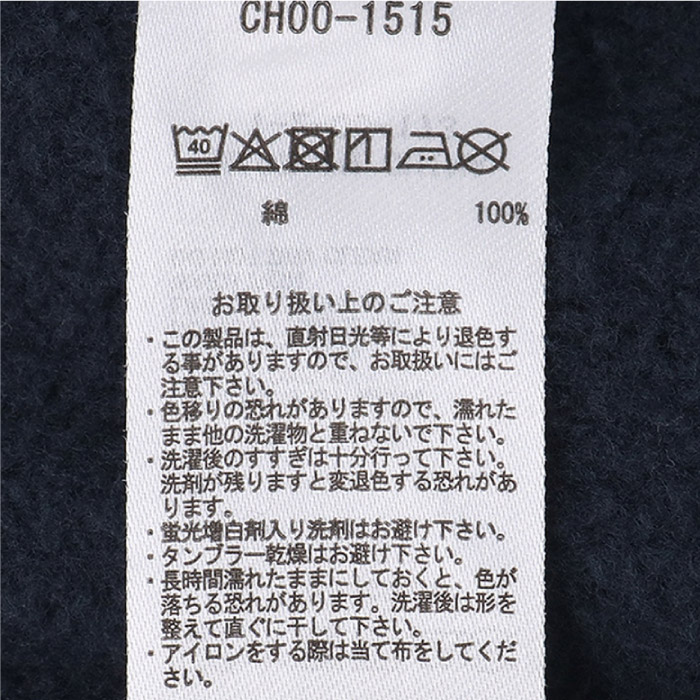 CH00-1515
40
綿 100%
お取り扱い上のご注意
・この製品は、直射日光等により退色す
る事がありますので、お取扱いにはご
注意下さい。
・色移りの恐れがありますので、濡れた
まま他の洗濯物と重ねないで下さい。
・洗濯後のすすぎは十分行って下さい。
洗剤が残りますと変退色する恐れがあ
ります。
・蛍光増白剤入り洗剤はお避け下さい。
・タンブラー乾燥はお避け下さい。
・長時間濡れたままにしておくと、色が
落ちる恐れがあります。洗濯後は形を
整えて直ぐに干して下さい。
・アイロンをする際は当て布をしてくだ
さい。